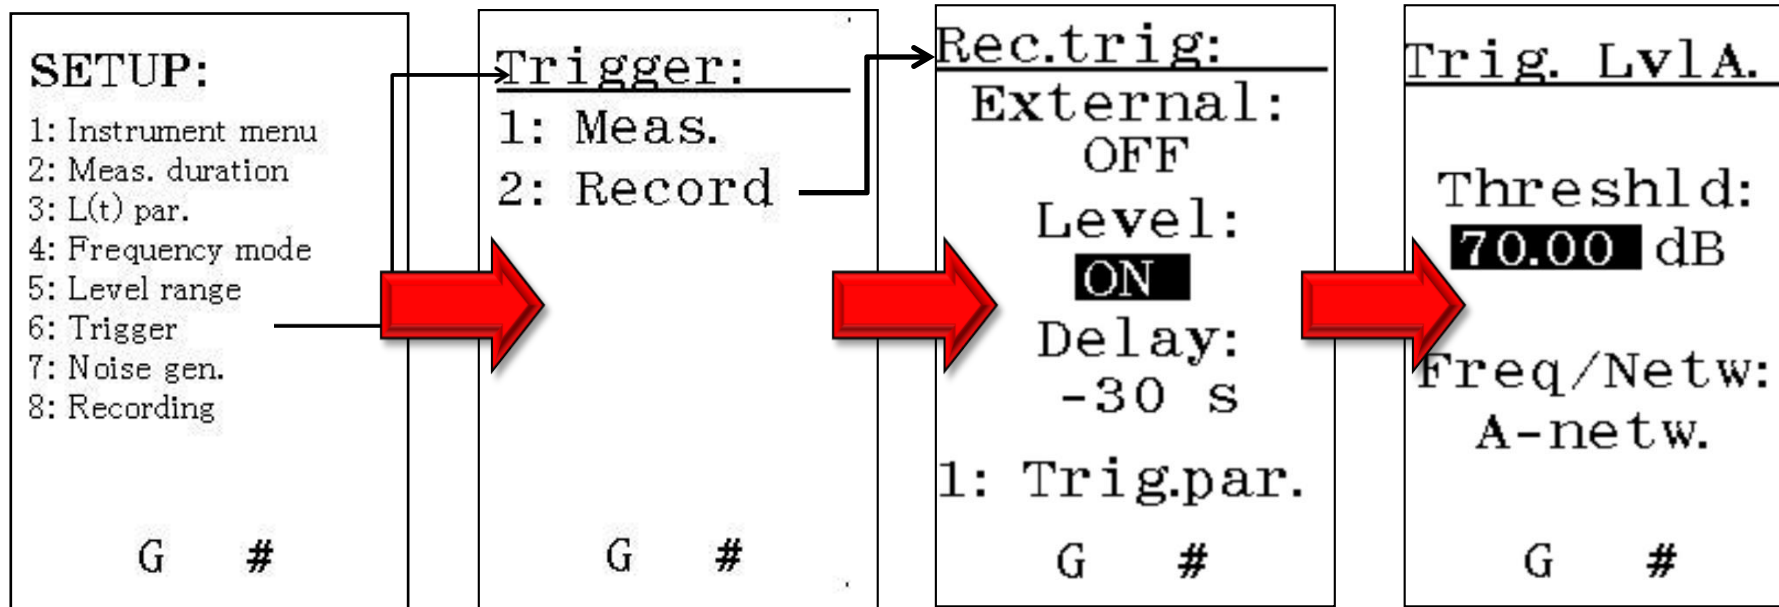 SETUP:
1: Instrument menu
2: Meas. duration
3: L(t) par.
4: Frequency mode
5: Level range
6: Trigger
7: Noise gen.
8: Recording
G #
Trigger:
1: Meas.
2: Record
G #
Rec.trig:
External:
OFF
Level:
ON
Delay:
-30 s
1: Trig.par.
G #
Trig. LvlA.
Threshld:
70.00 dB
Freq/Netw:
A-netw.
G #